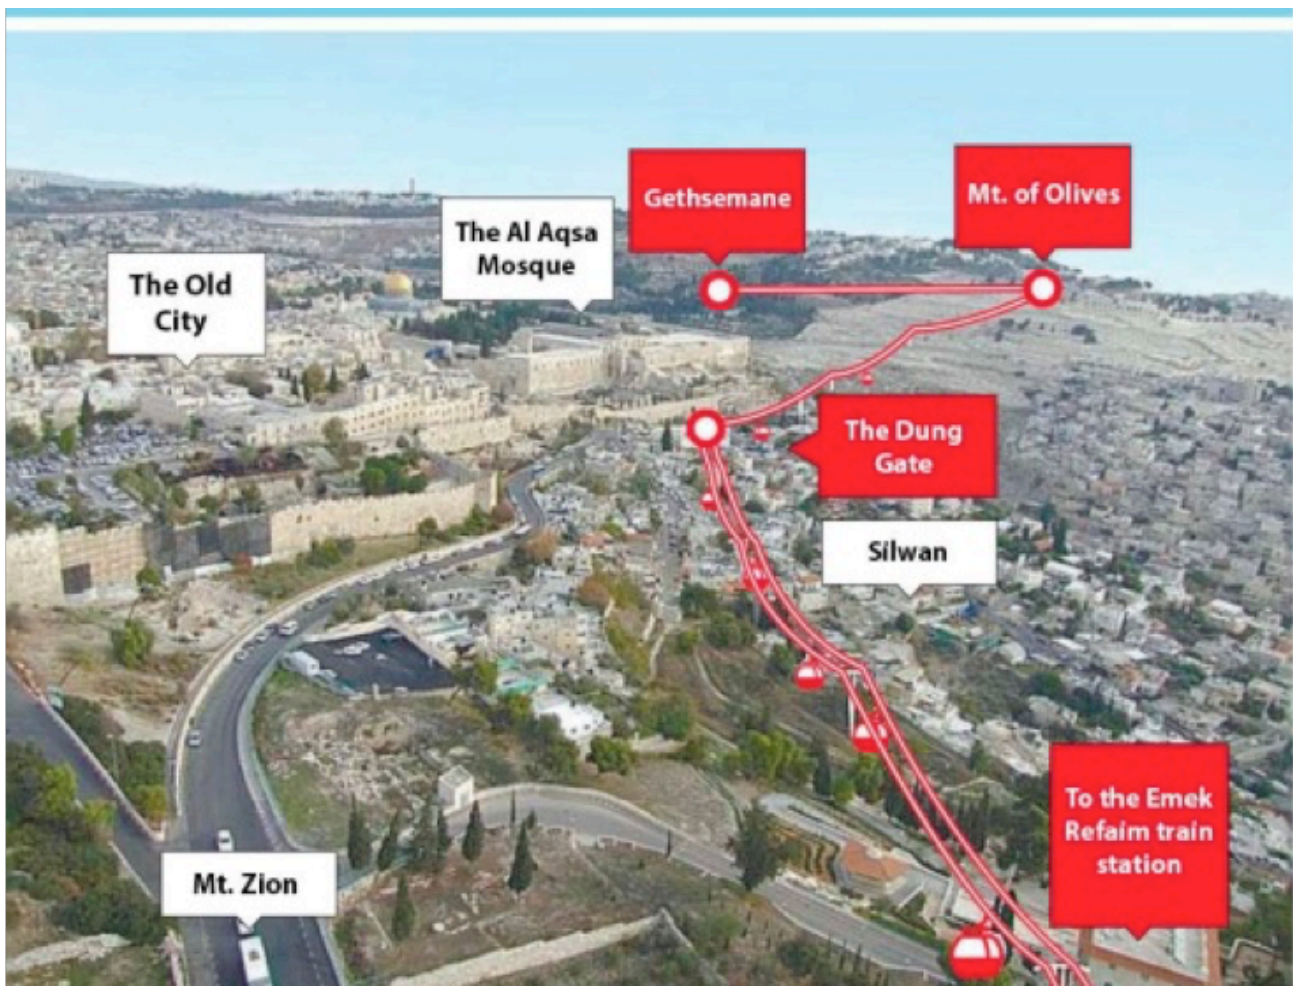 Gethsemane
Mt. of Olives
The Al Aqsa
Mosque
The Old
City
The Dung
Gate
Silwan
To the Emek
Refaim train
station
Mt. Zion